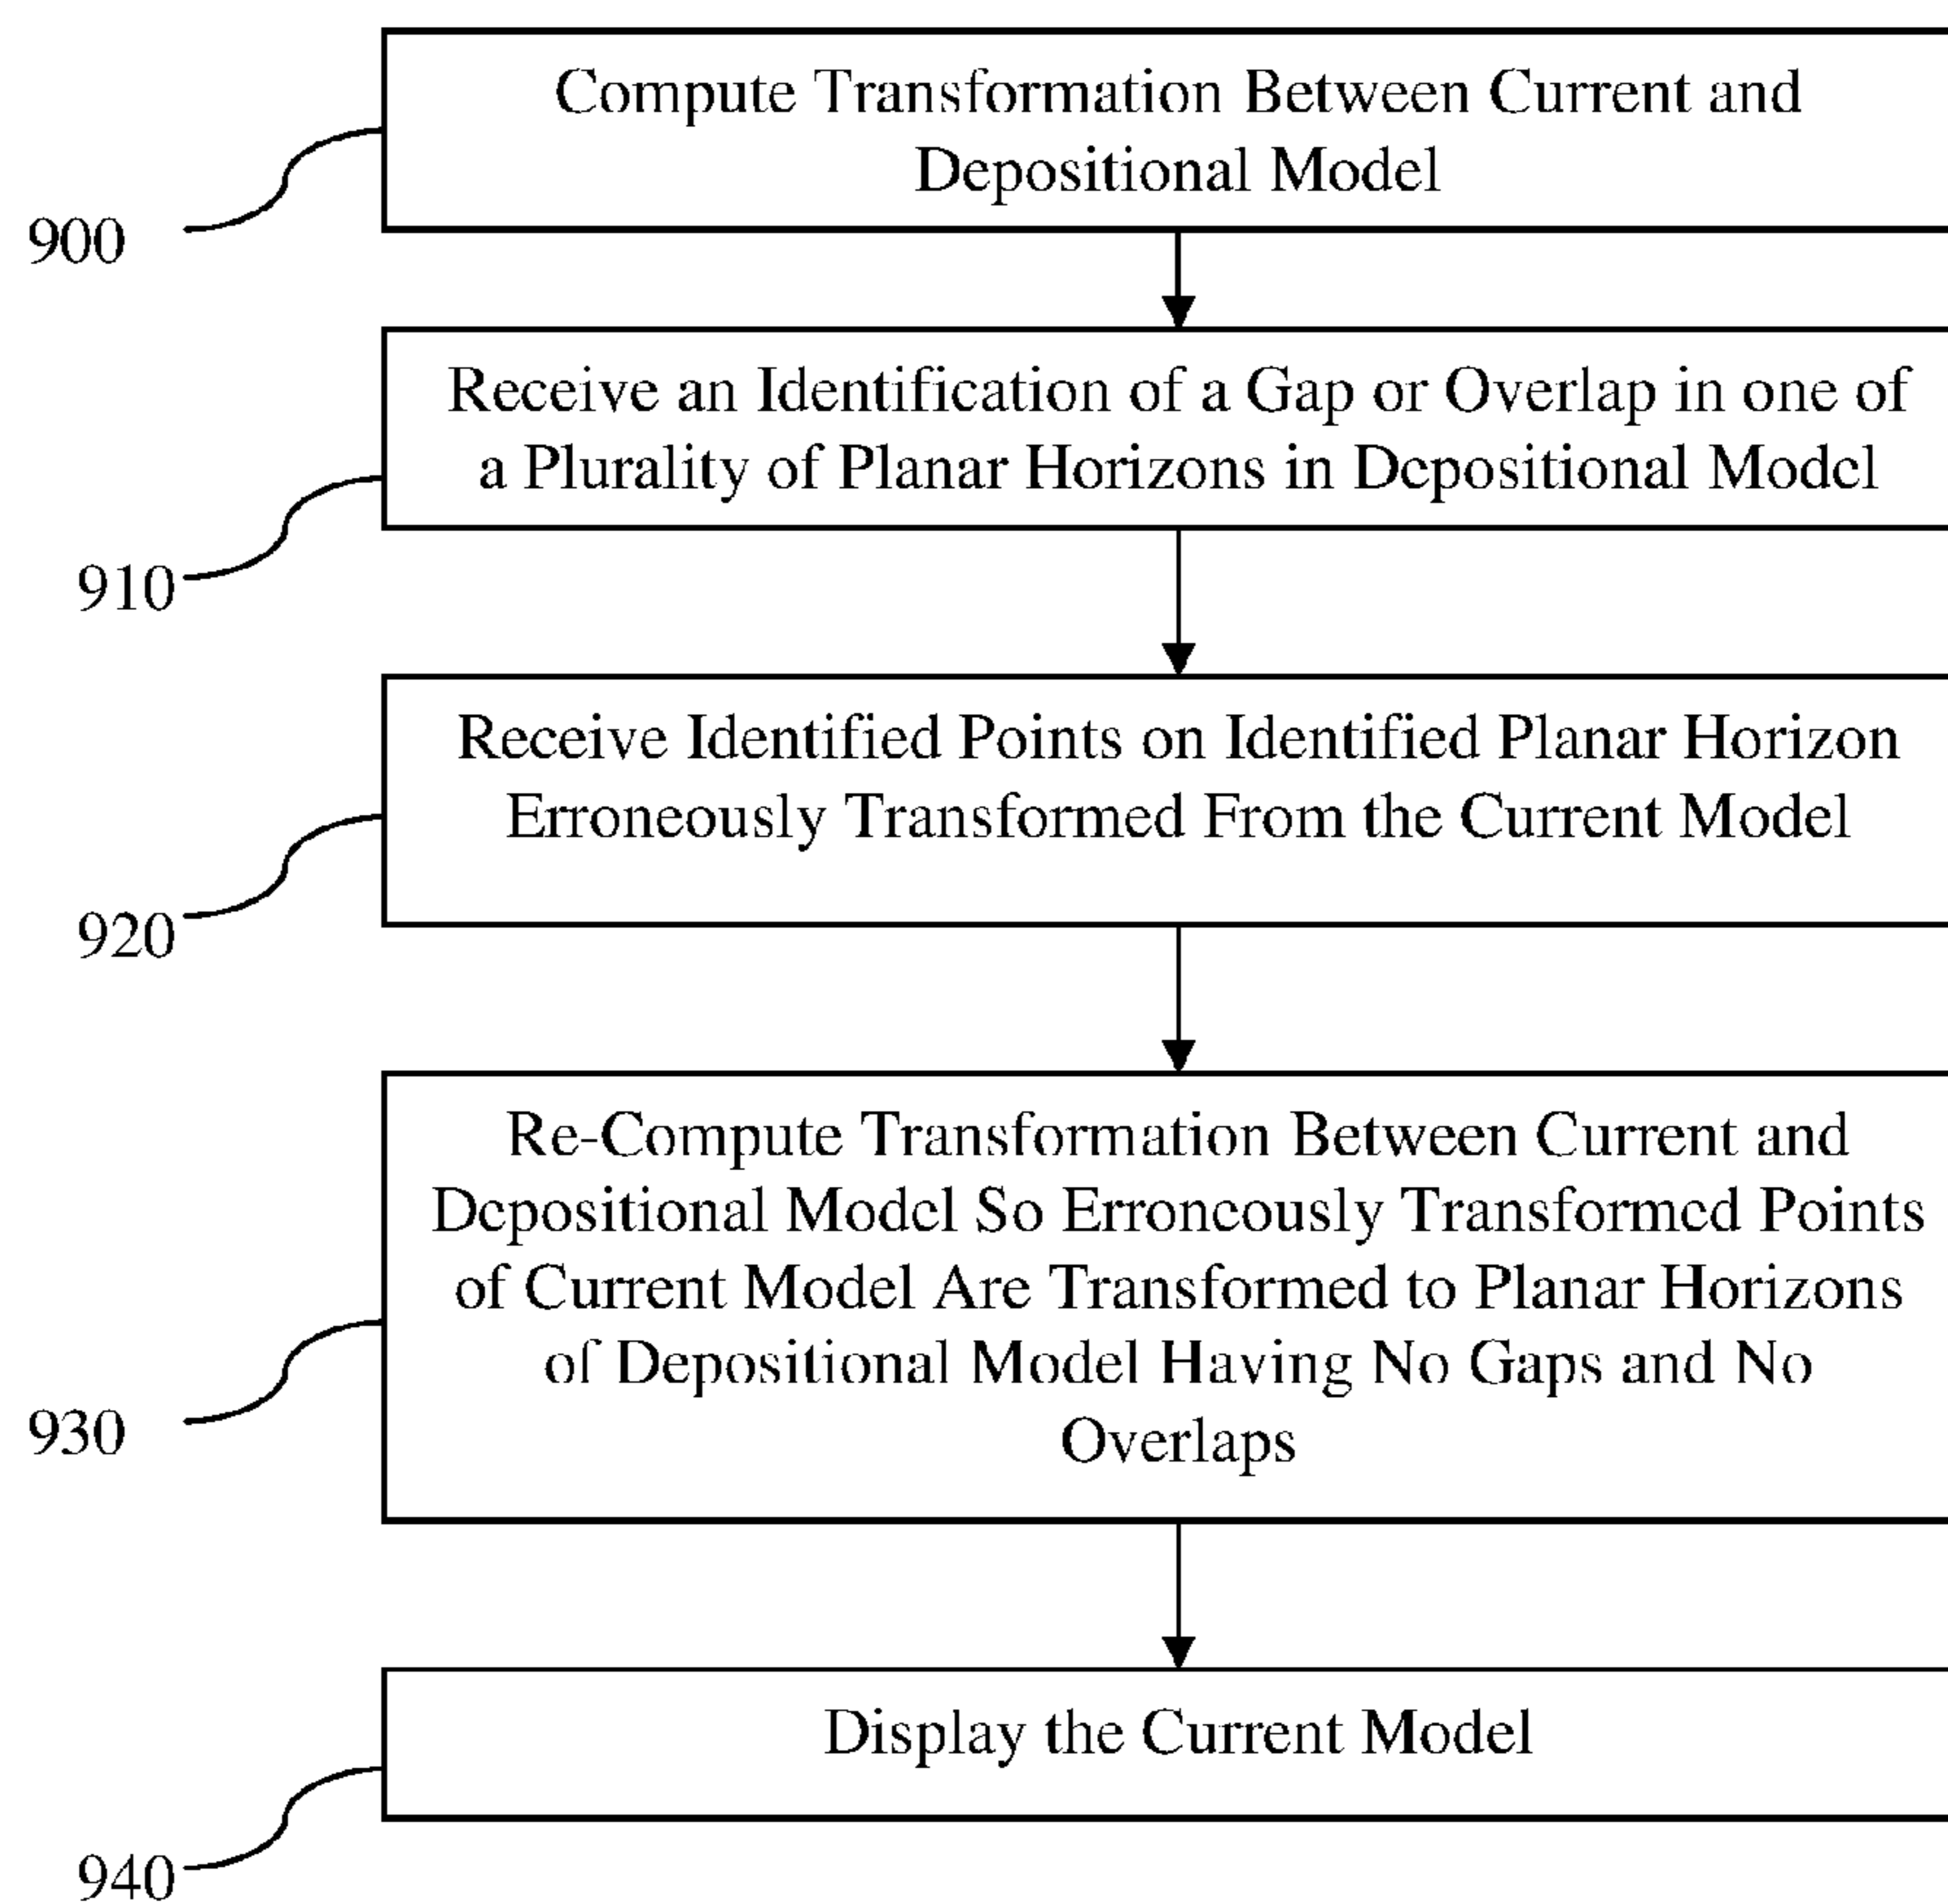 Compute Transformation Between Current and
Depositional Model
900
Receive an Identification of a Gap or Overlap in one of
a Plurality of Planar Horizons in Depositional Model
910
Receive Identified Points on Identified Planar Horizon
Erroneously Transformed From the Current Model
920
Re-Compute Transformation Between Current and
Depositional Model So Erroneously Transformed Points
of Current Model Are Transformed to Planar Horizons
of Depositional Model Having No Gaps and No
Overlaps
930
Display the Current Model
940